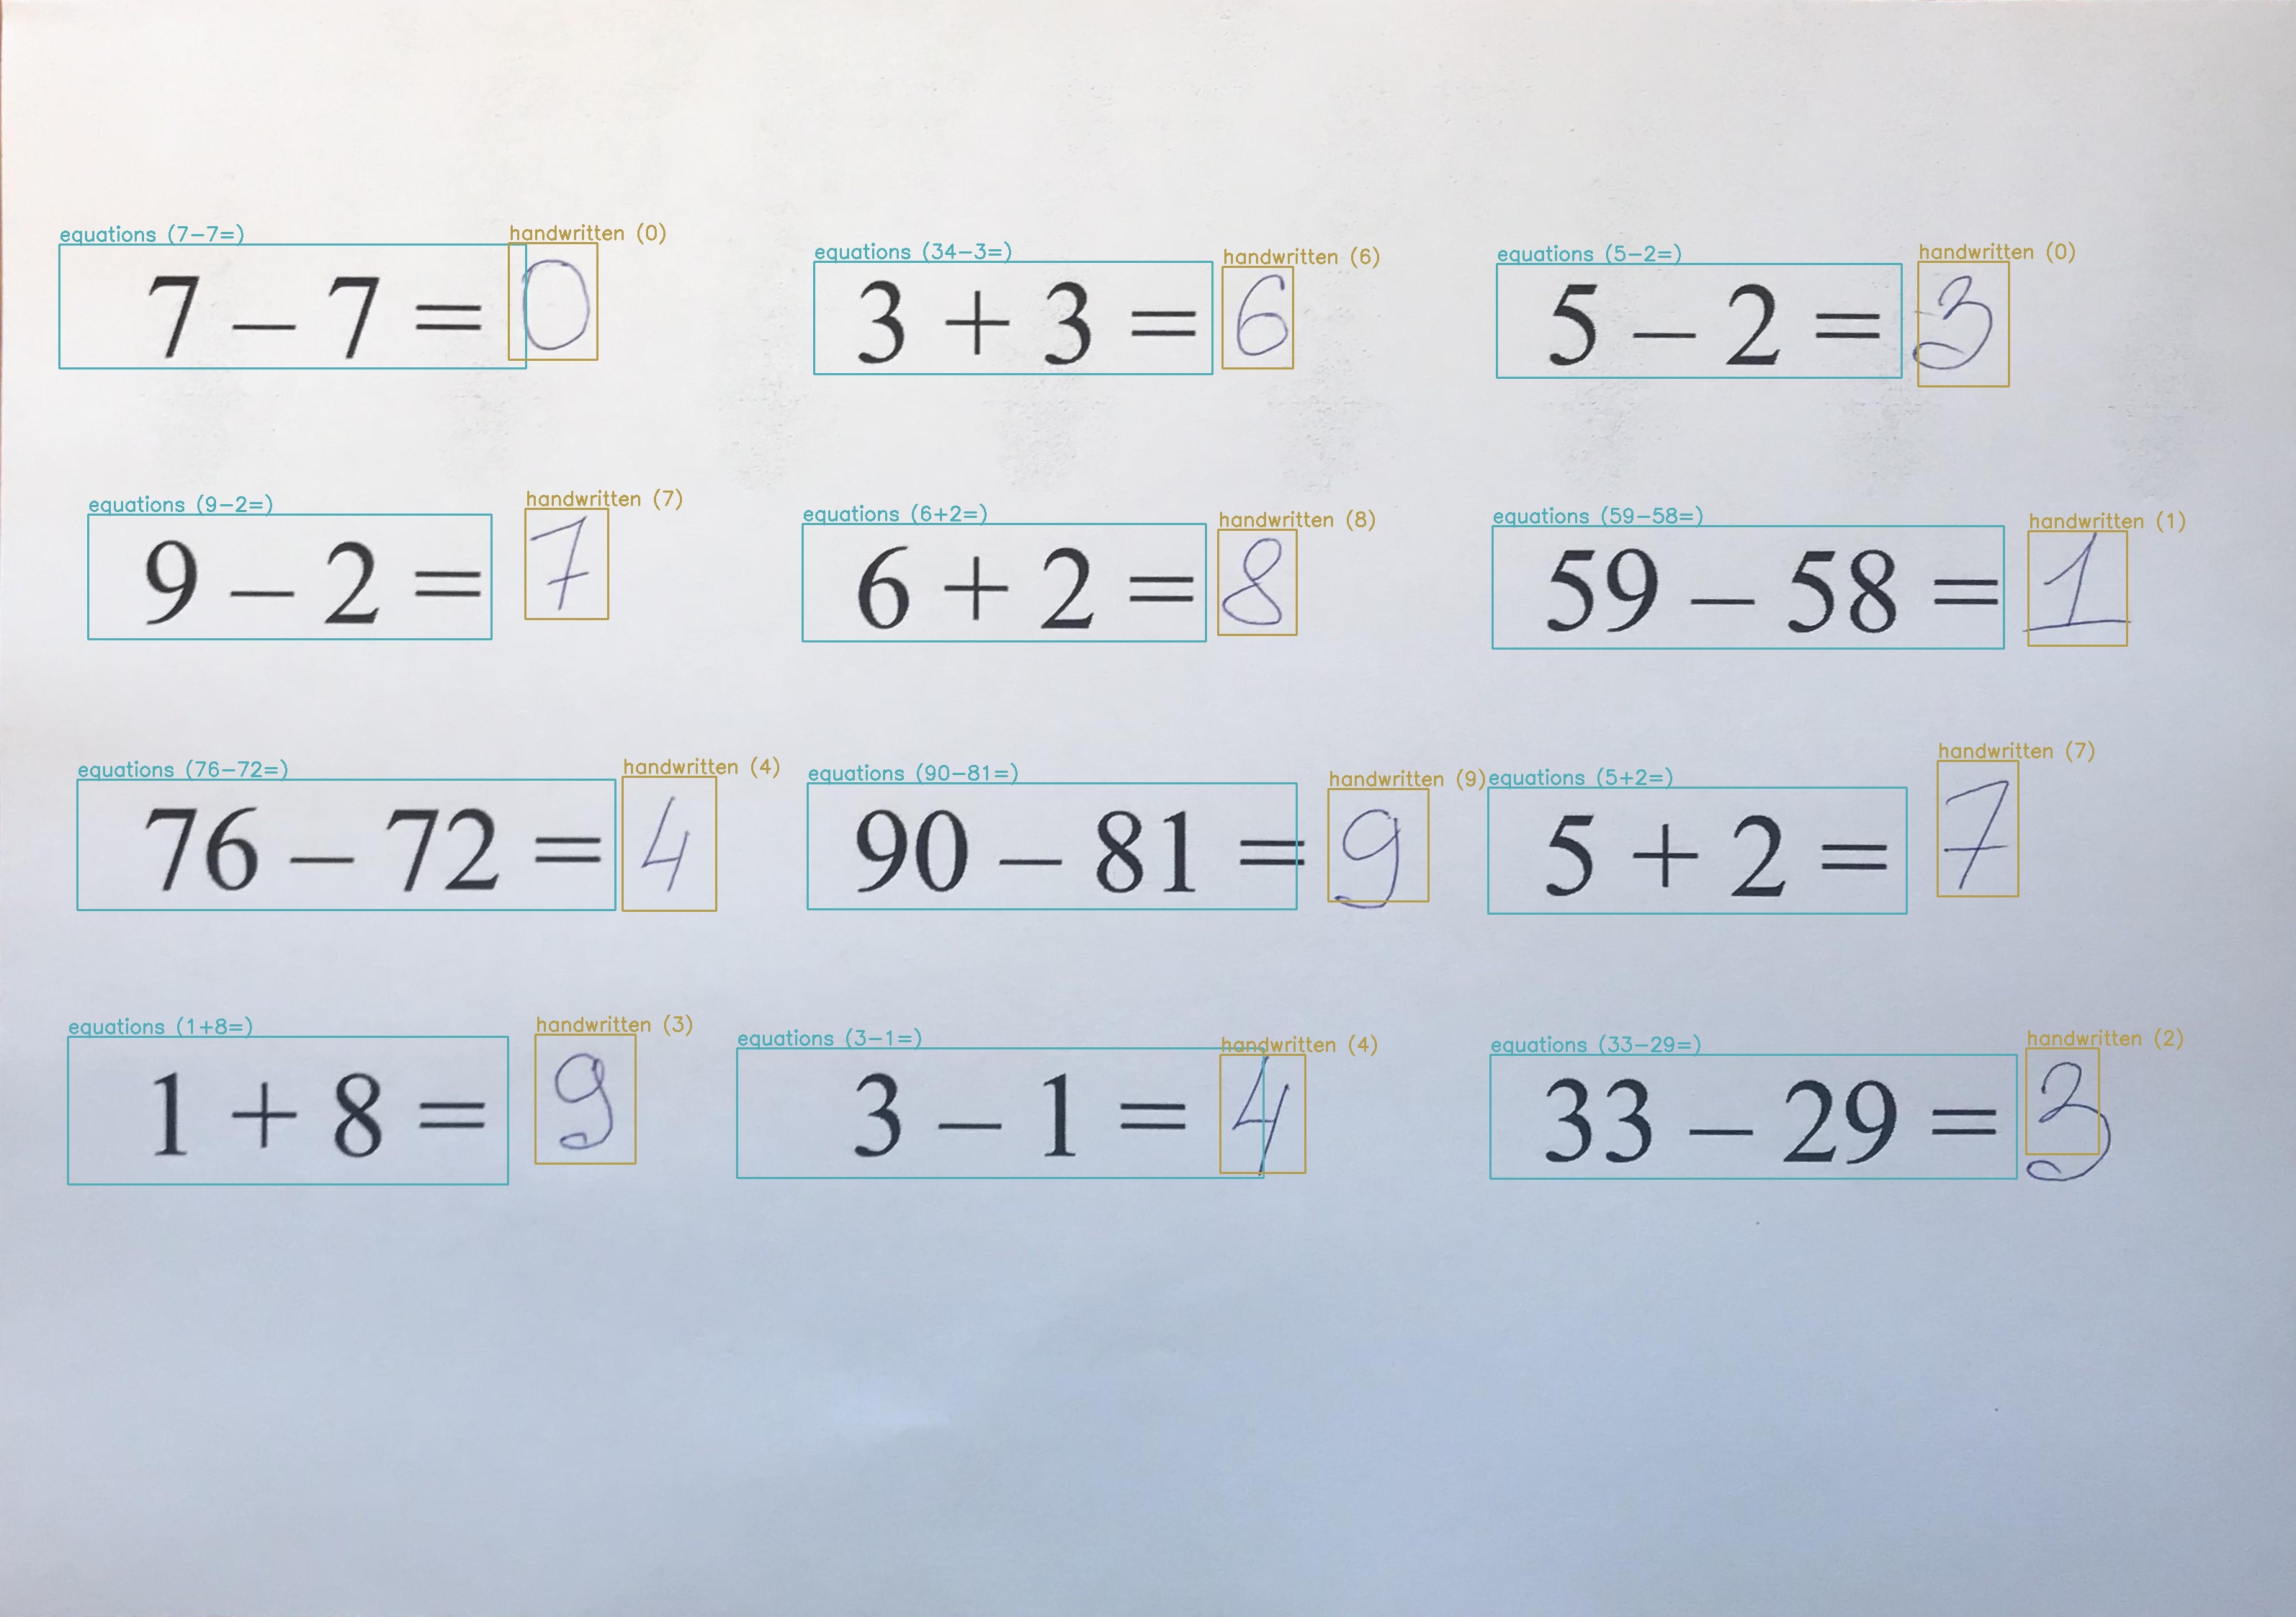 equations (7-7=) handwritten (0) equations (34-3=) handwritten (6) equations (5-2=) handwritten (0)
7 – 7 = 0 3 + 3 = 6 5 – 2 = 3
equations (9-2=) handwritten (7) equations (6+2=) handwritten (8) equations (59-58=) handwritten (1)
9 – 2 = 7 6 + 2 = 8 59 – 58 = 1
equations (76-72=) handwritten (4) equations (90-81=) handwritten (9) equations (5+2=) handwritten (7)
76 – 72 = 4 90 – 81 = 9 5 + 2 = 7
equations (1+8=) handwritten (3) equations (3-1=) handwritten (4) equations (33-29=) handwritten (2)
1 + 8 = 9 3 – 1 = 4 33 – 29 = 3